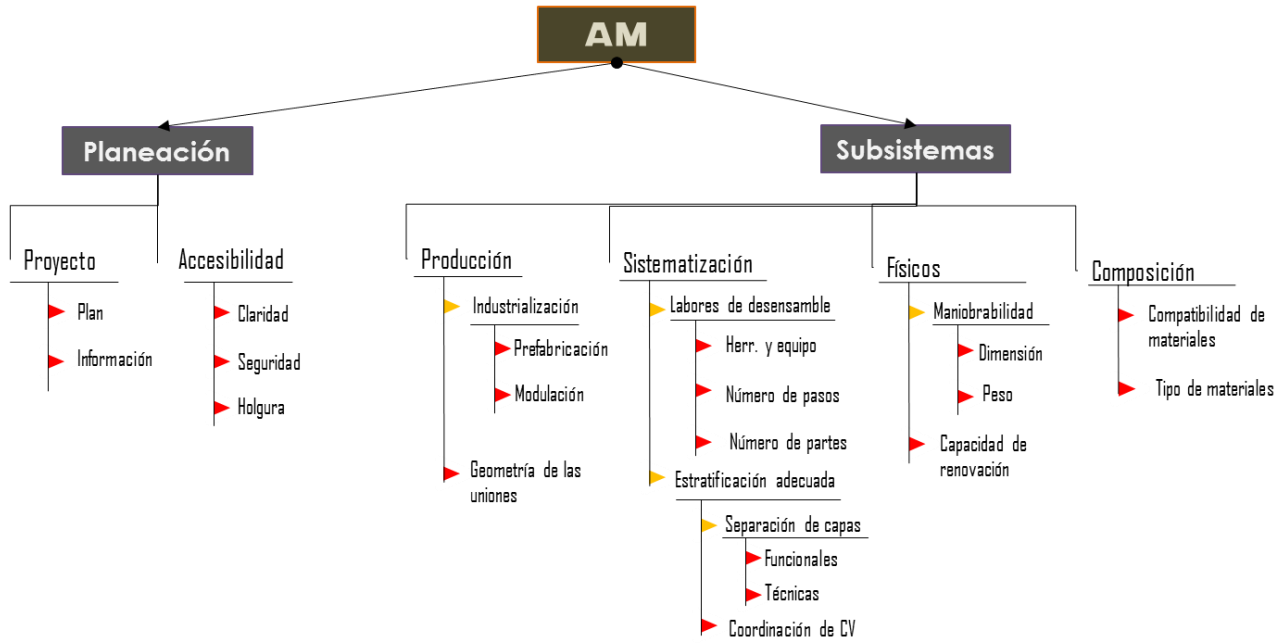 AM
Planeación
Subsistemas
Proyecto
Plan
Información
Accesibilidad
Claridad
Seguridad
Holgura
Producción
Industrialización
Prefabricación
Modulación
Geometría de las
uniones
Sistematización
Labores de desensamble
Herr. y equipo
Número de pasos
Número de partes
Estratificación adecuada
Separación de capas
Funcionales
Técnicas
Coordinación de CV
Físicos
Maniobrabilidad
Dimensión
Peso
Capacidad de
renovación
Composición
Compatibilidad de
materiales
Tipo de materiales